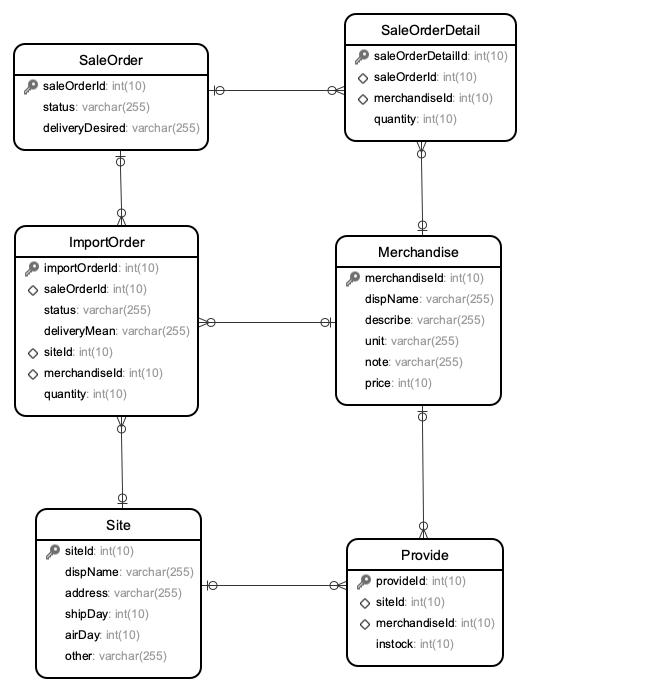 SaleOrder
saleOrderId: int(10)
status: varchar(255)
deliveryDesired: varchar(255)
SaleOrderDetail
saleOrderDetailId: int(10)
saleOrderId: int(10)
merchandiseId: int(10)
quantity: int(10)
ImportOrder
importOrderId: int(10)
saleOrderId: int(10)
status: varchar(255)
deliveryMean: varchar(255)
siteId: int(10)
merchandiseId: int(10)
quantity: int(10)
Merchandise
merchandiseId: int(10)
dispName: varchar(255)
describe: varchar(255)
unit: varchar(255)
note: varchar(255)
price: int(10)
Site
siteId: int(10)
dispName: varchar(255)
address: varchar(255)
shipDay: int(10)
airDay: int(10)
other: varchar(255)
Provide
provideId: int(10)
siteId: int(10)
merchandiseId: int(10)
instock: int(10)